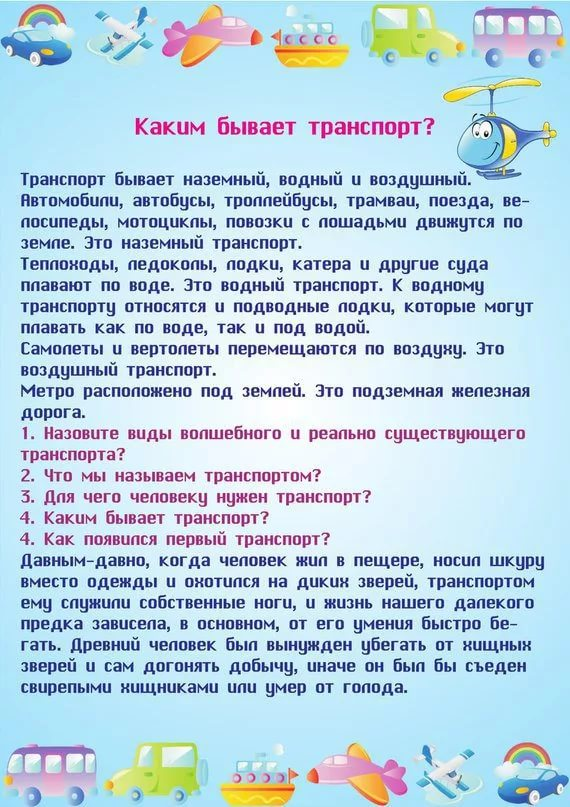 Каким бывает транспорт?
Транспорт бывает наземный, водный и воздушный.
Автомобили, автобусы, троллейбусы, трамваи, поезда, ве-
лосипеды, мотоциклы, повозки с лошадьми движутся по
земле. Это наземный транспорт.
Теплоходы, ледоколы, лодки, катера и другие суда
плавают по воде. Это водный транспорт. К водному
транспорту относятся и подводные лодки, которые могут
плавать как по воде, так и под водой.
Самолеты и вертолеты перемещаются по воздуху. Это
воздушный транспорт.
Метро расположено под землей. Это подземная железная
дорога.
1. Назовите виды волшебного и реально существующего
транспорта?
2. Что мы называем транспортом?
3. Для чего человеку нужен транспорт?
4. Каким бывает транспорт?
4. Как появился первый транспорт?
Давным-давно, когда человек жил в пещере, носил шкуру
вместо одежды и охотился на диких зверей, транспортом
ему служили собственные ноги, и жизнь нашего далекого
предка зависела, в основном, от его умения быстро бе-
гать. Древний человек был вынужден убегать от хищных
зверей и сам догонять добычу, иначе он был бы съеден
свирепыми хищниками или умер от голода.